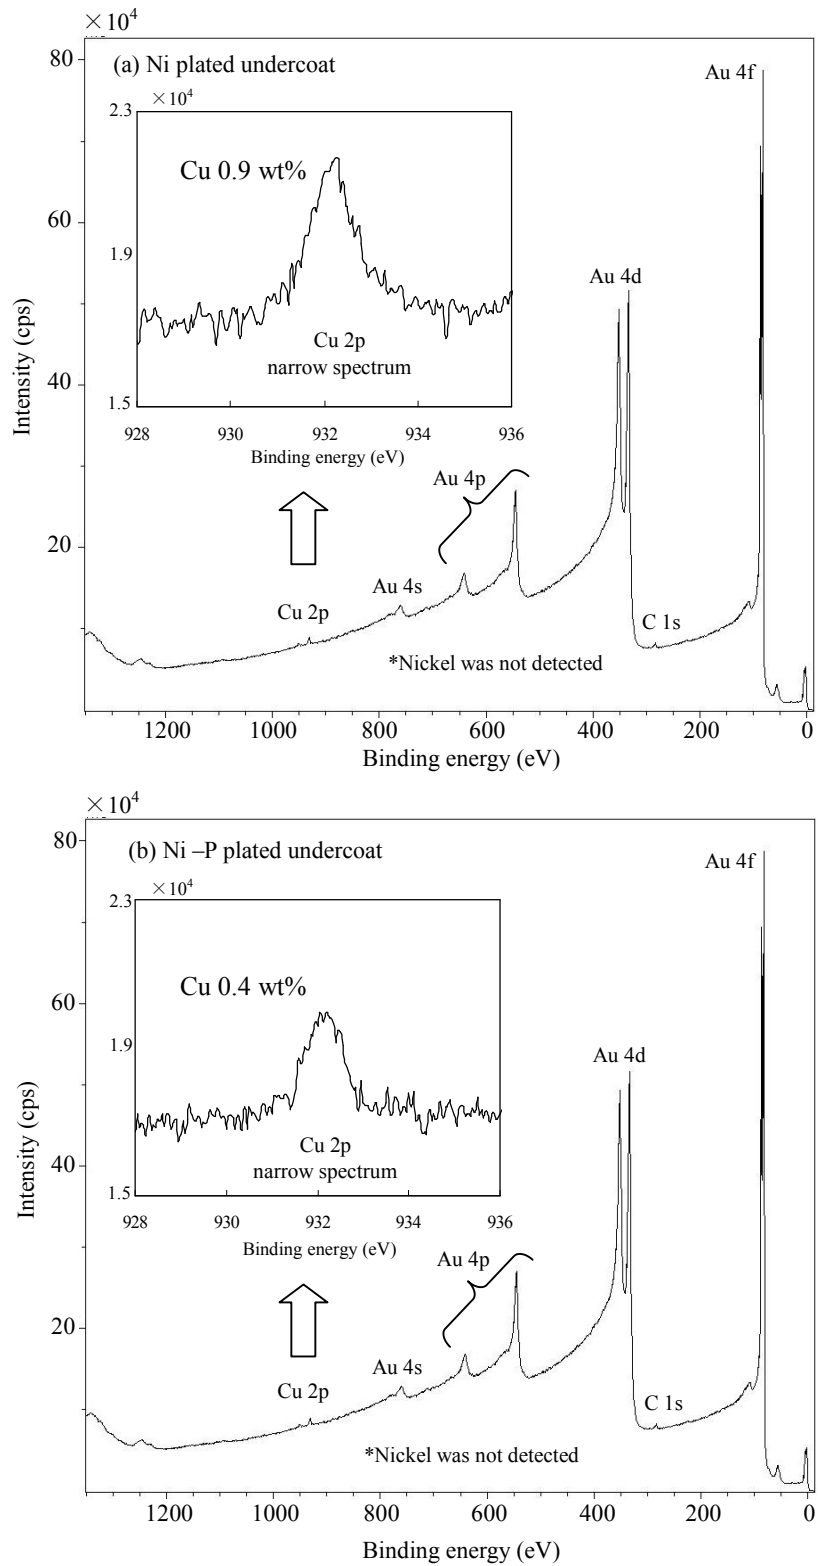 ×10⁴
(a) Ni plated undercoat
Au 4f
80
2.3
×10⁴
Cu 0.9 wt%
60
1.9
Au 4d
Cu 2p
narrow spectrum
Intensity (cps)
40
1.5
928 930 932 934 936
Binding energy (eV)
Au 4p
20
Au 4s
Cu 2p
C 1s
*Nickel was not detected
1200 1000 800 600 400 200 0
Binding energy (eV)
×10⁴
(b) Ni –P plated undercoat
80
Au 4f
2.3
×10⁴
Cu 0.4 wt%
60
1.9
Au 4d
Intensity (cps)
Cu 2p
narrow spectrum
40
1.5
928 930 932 934 936
Binding energy (eV)
Au 4p
20
Au 4s
Cu 2p
C 1s
*Nickel was not detected
1200 1000 800 600 400 200 0
Binding energy (eV)